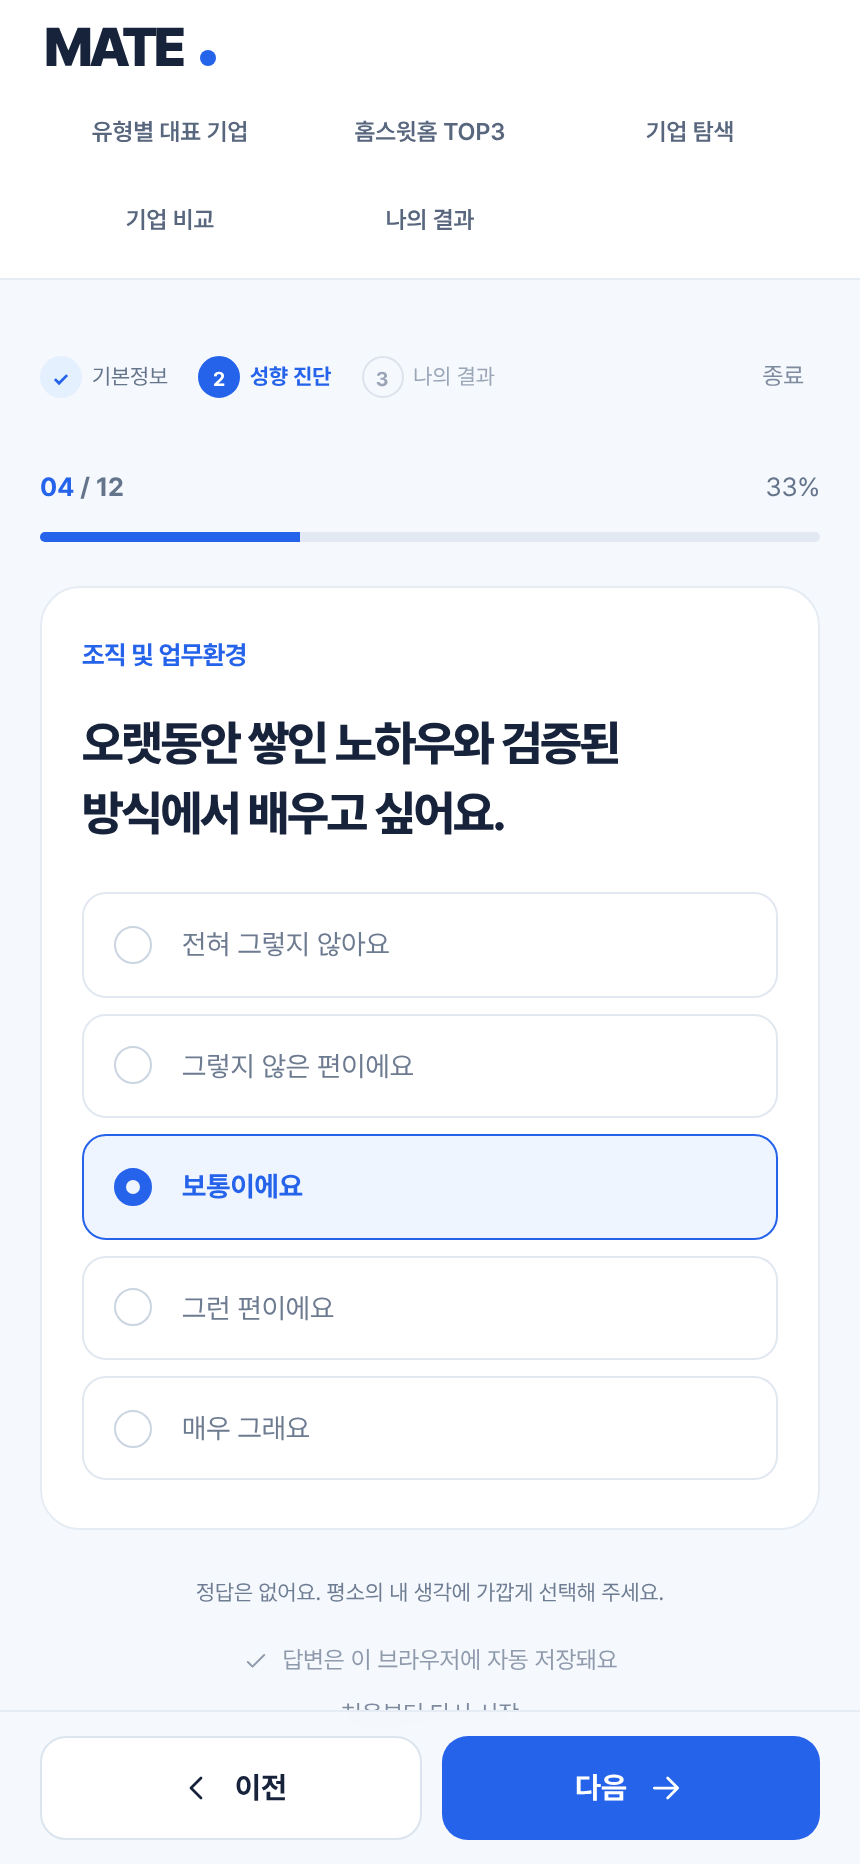 MATE
유형별 대표 기업
홈스윗홈 TOP3
기업 탐색
기업 비교
나의 결과
기본정보
2 성향 진단
3 나의 결과
종료
04 / 12
33%
조직 및 업무환경
오랫동안 쌓인 노하우와 검증된
방식에서 배우고 싶어요.
전혀 그렇지 않아요
그렇지 않은 편이에요
보통이에요
그런 편이에요
매우 그래요
정답은 없어요. 평소의 내 생각에 가깝게 선택해 주세요.
답변은 이 브라우저에 자동 저장돼요
이전
다음